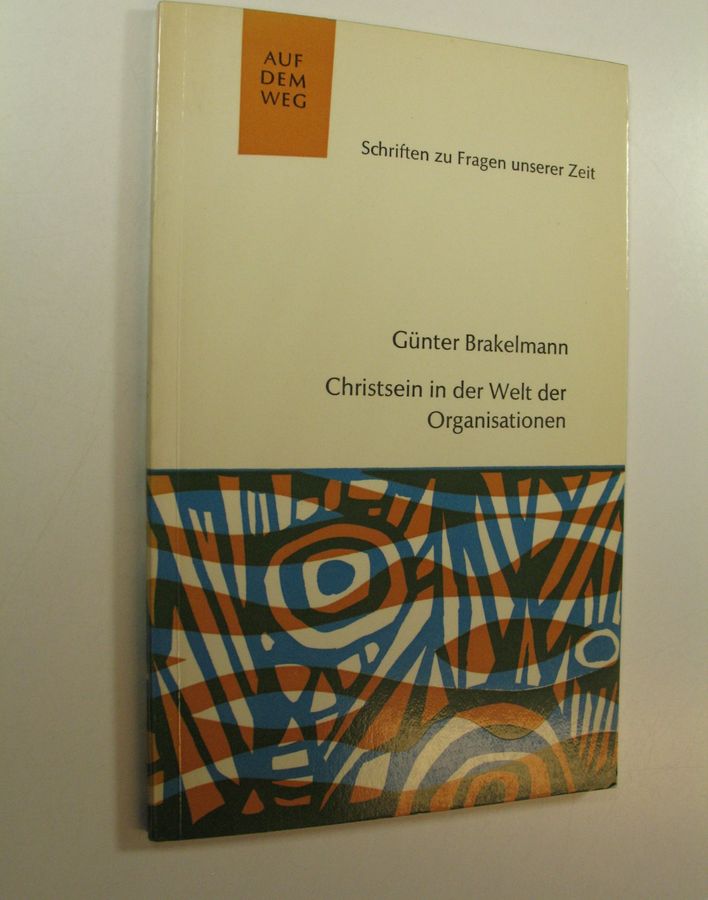 AUF
DEM
WEG
Schriften zu Fragen unserer Zeit
Günter Brakelmann
Christsein in der Welt der
Organisationen